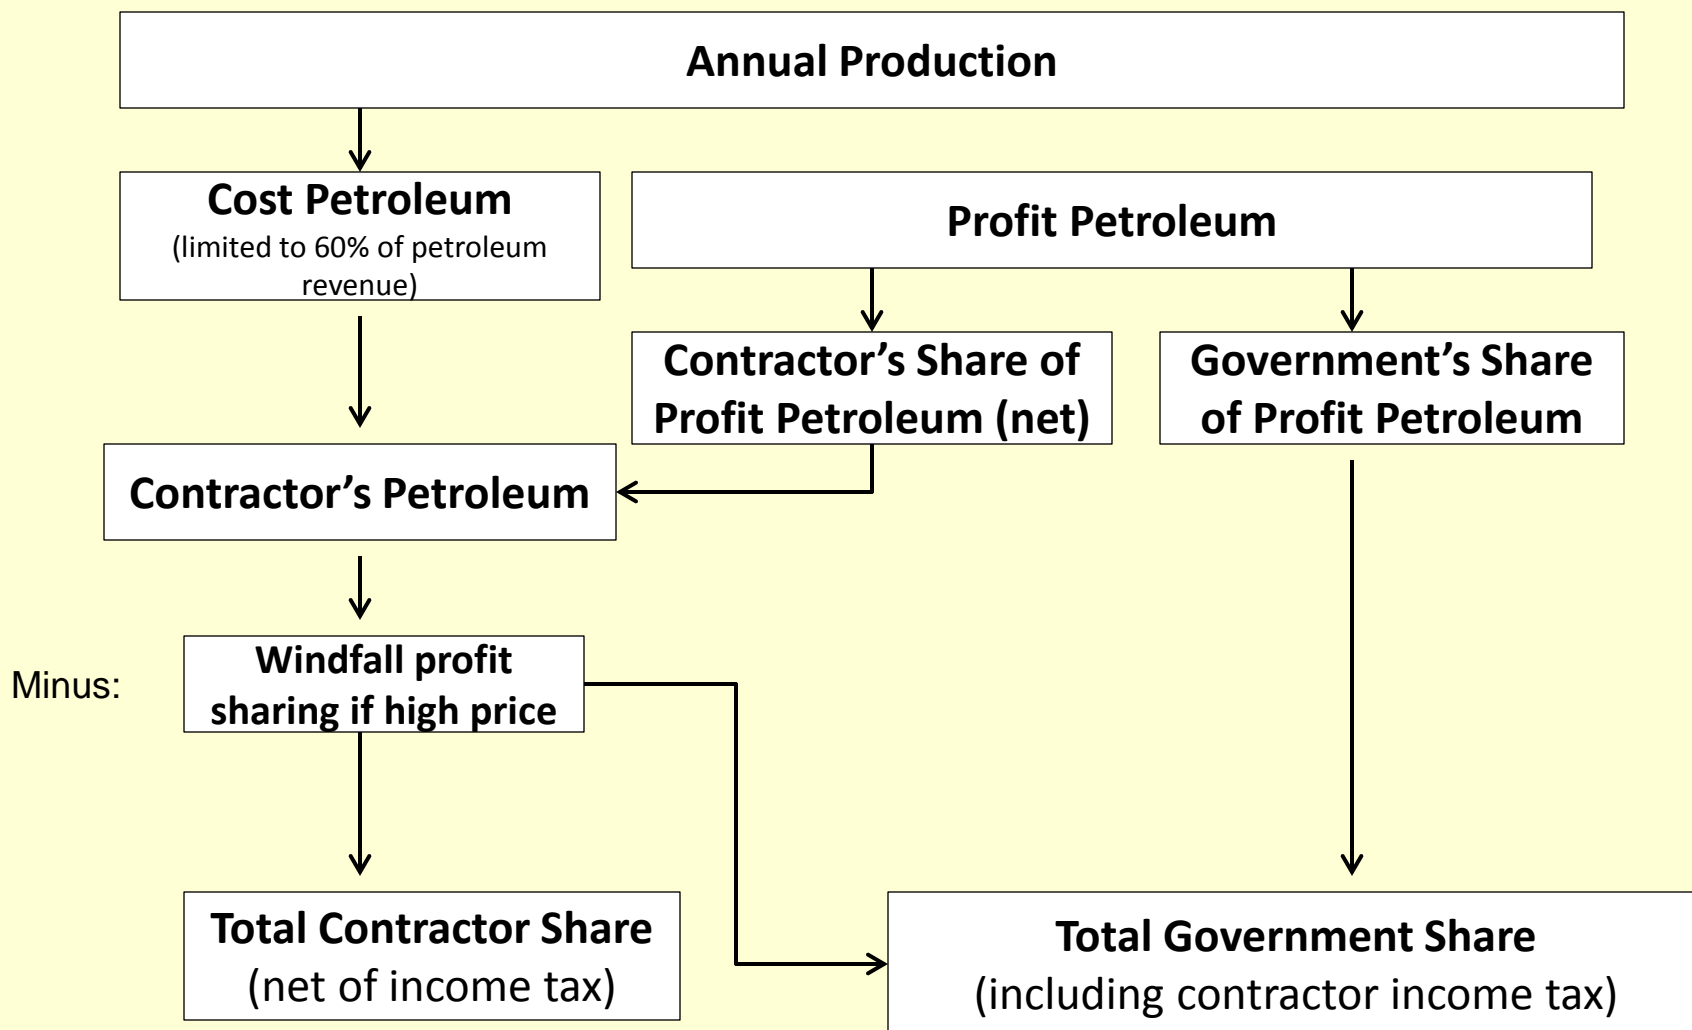 Annual Production
Cost Petroleum
(limited to 60% of petroleum
revenue)
Profit Petroleum
Contractor’s Share of
Profit Petroleum (net)
Government’s Share
of Profit Petroleum
Contractor’s Petroleum
Minus:
Windfall profit
sharing if high price
Total Contractor Share
(net of income tax)
Total Government Share
(including contractor income tax)